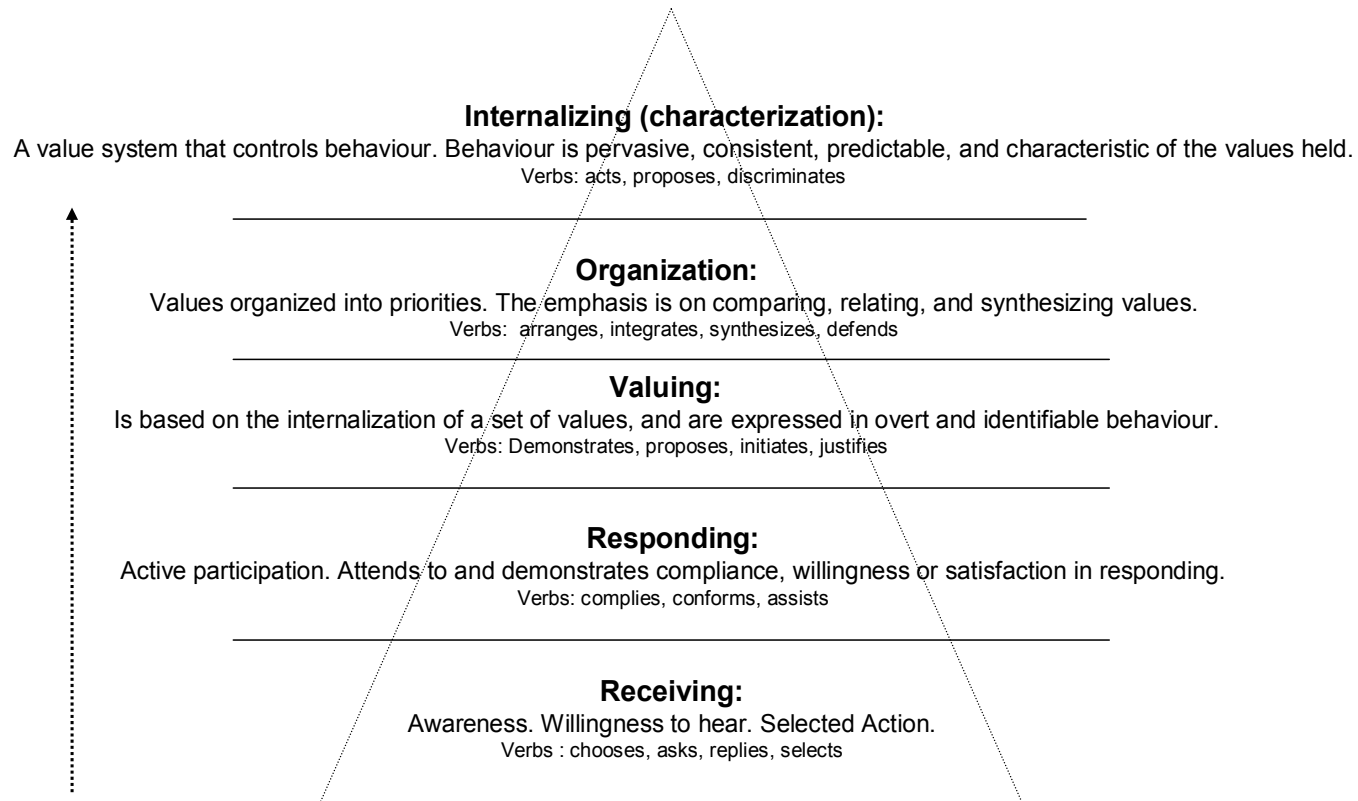 Internalizing (characterization):
A value system that controls behaviour. Behaviour is pervasive, consistent, predictable, and characteristic of the values held.
Verbs: acts, proposes, discriminates
Organization:
Values organized into priorities. The emphasis is on comparing, relating, and synthesizing values.
Verbs:  arranges, integrates, synthesizes, defends
Valuing:
Is based on the internalization of a set of values, and are expressed in overt and identifiable behaviour.
Verbs: Demonstrates, proposes, initiates, justifies
Responding:
Active participation. Attends to and demonstrates compliance, willingness or satisfaction in responding.
Verbs: complies, conforms, assists
Receiving:
Awareness. Willingness to hear. Selected Action.
Verbs : chooses, asks, replies, selects